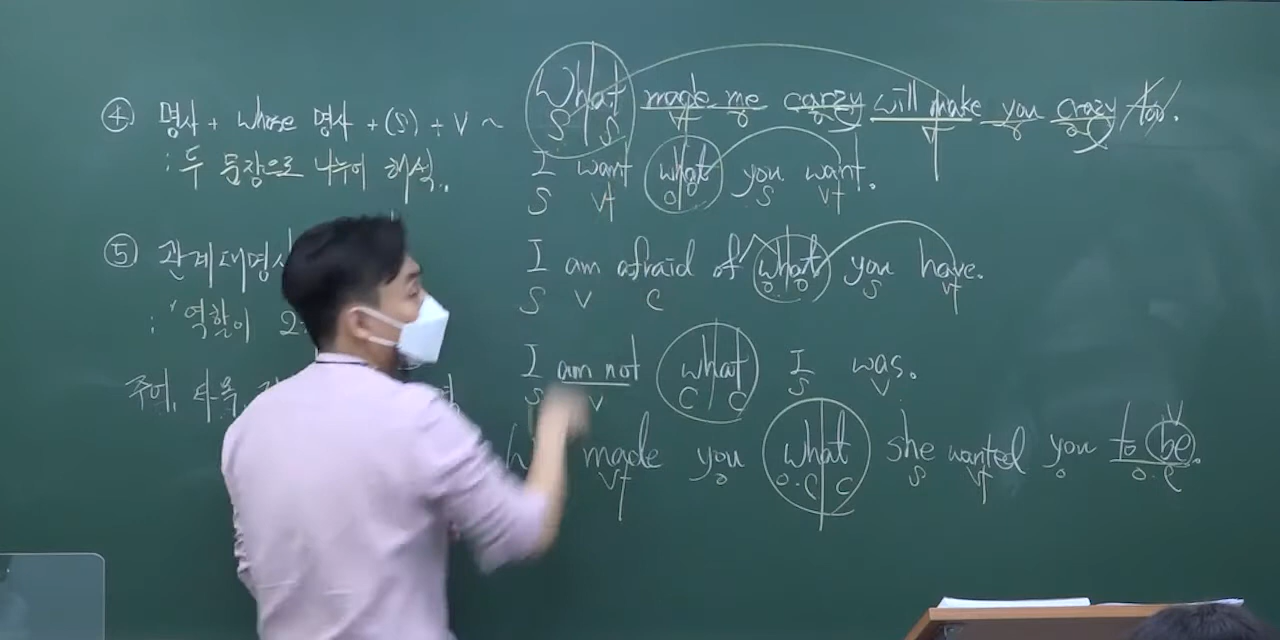 ④ 명사 + whose 명사 + (S) + V ~
: 두 문장으로 나누어 해석.
⑤ 관계대명사
: 역할이 2
주어,
What made me carzy will make you crazy too.
S S Vt o o.c Vt o o.c
I want what you want.
S Vt o o S Vt
I am afraid of what you have.
S V C o o S Vt
I am not what I was.
S V C C S V
made you what she wanted you to be.
Vt o o.c C S Vt o o.c V